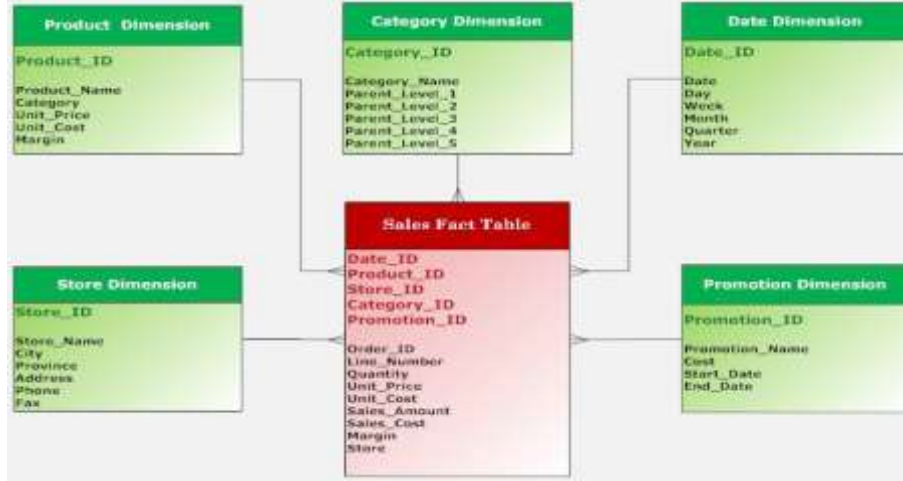 Product Dimension
Product_ID
Product_Name
Category
Unit_Price
Unit_Cost
Margin
Category Dimension
Category_ID
Category_Name
Parent_Level_1
Parent_Level_2
Parent_Level_3
Parent_Level_4
Parent_Level_5
Date Dimension
Date_ID
Date
Day
Week
Month
Quarter
Year
Sales Fact Table
Date_ID
Product_ID
Store_ID
Category_ID
Promotion_ID
Order_ID
Line_Number
Quantity
Unit_Price
Unit_Cost
Sales_Amount
Sales_Cost
Margin
Store
Store Dimension
Store_ID
Store_Name
City
Province
Address
Phone
Fax
Promotion Dimension
Promotion_ID
Promotion_Name
Cost
Start_Date
End_Date